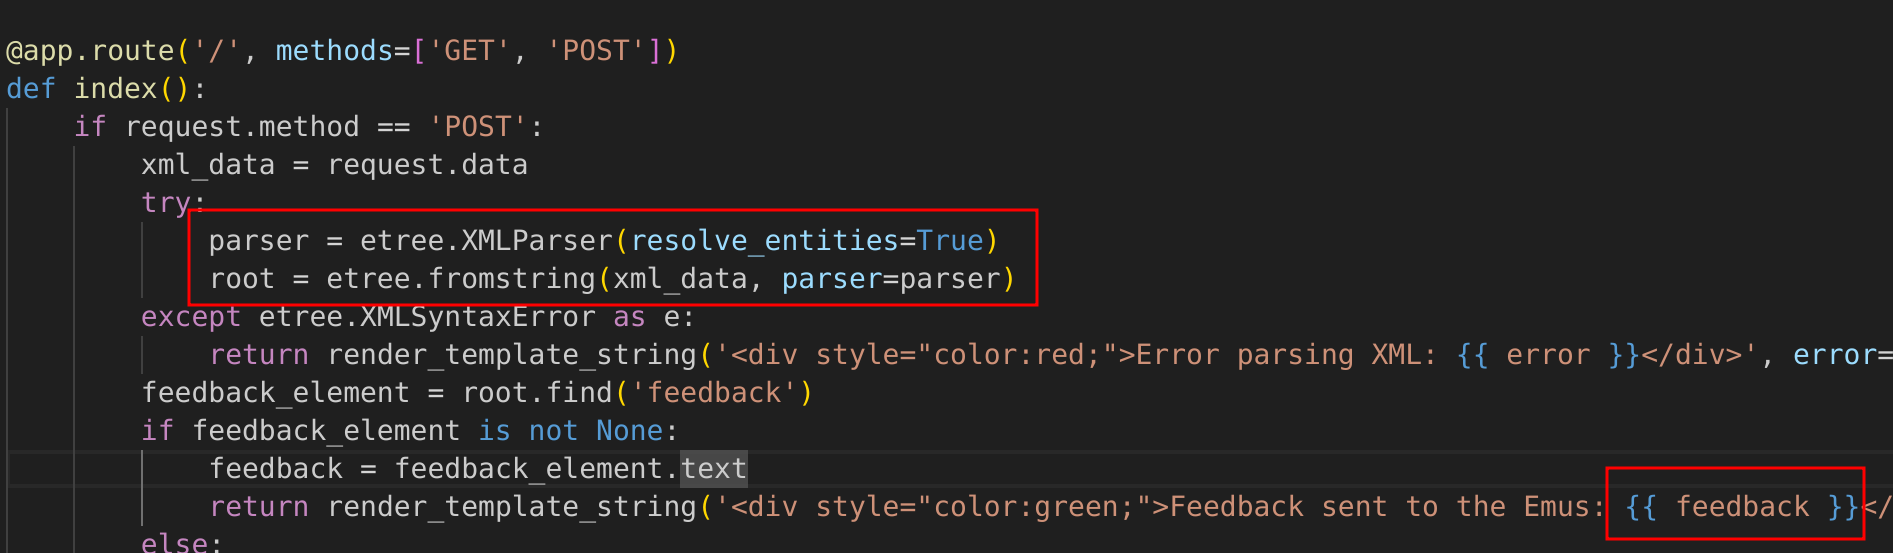 @app.route('/', methods=['GET', 'POST'])
def index():
    if request.method == 'POST':
        xml_data = request.data
        try:
            parser = etree.XMLParser(resolve_entities=True)
            root = etree.fromstring(xml_data, parser=parser)
        except etree.XMLSyntaxError as e:
            return render_template_string('<div style="color:red;">Error parsing XML: {{ error }}</div>', error=
        feedback_element = root.find('feedback')
        if feedback_element is not None:
            feedback = feedback_element.text
            return render_template_string('<div style="color:green;">Feedback sent to the Emus: {{ feedback }}</
        else: